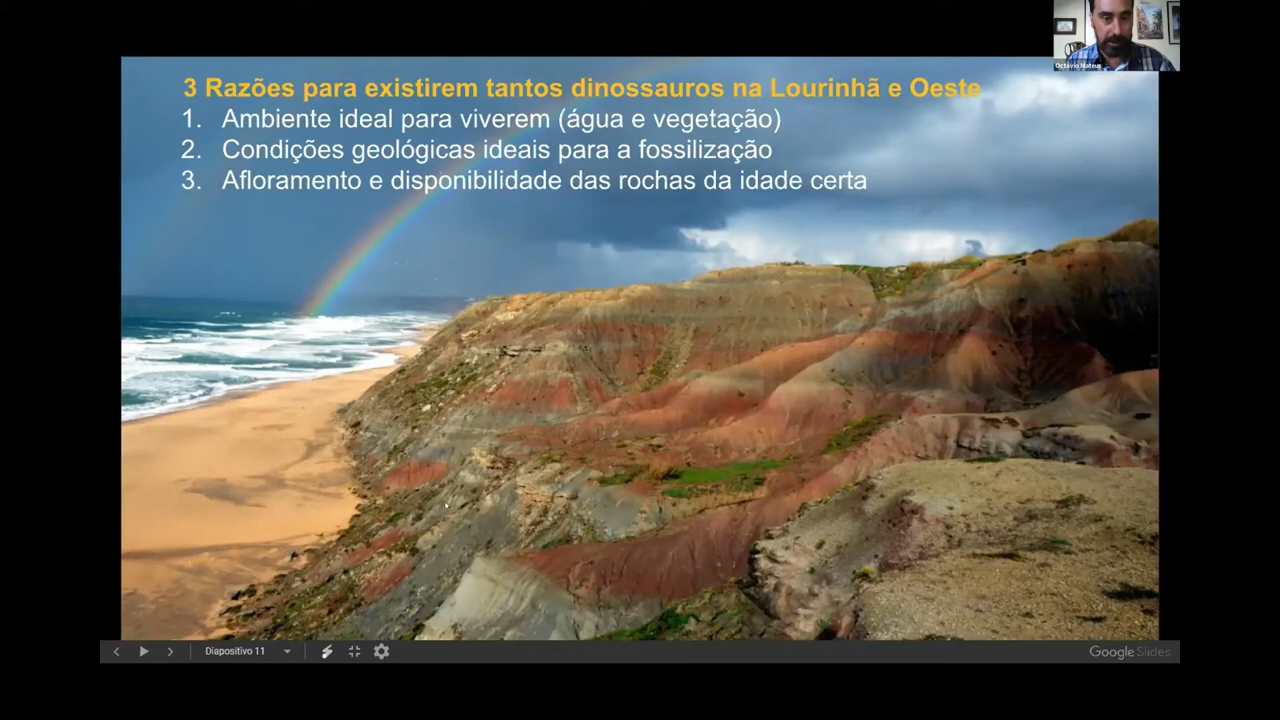 Octávio Mateus
3 Razões para existirem tantos dinossauros na Lourinhã e Oeste
1. Ambiente ideal para viverem (água e vegetação)
2. Condições geológicas ideais para a fossilização
3. Afloramento e disponibilidade das rochas da idade certa
Diapositivo 11
Google Slides